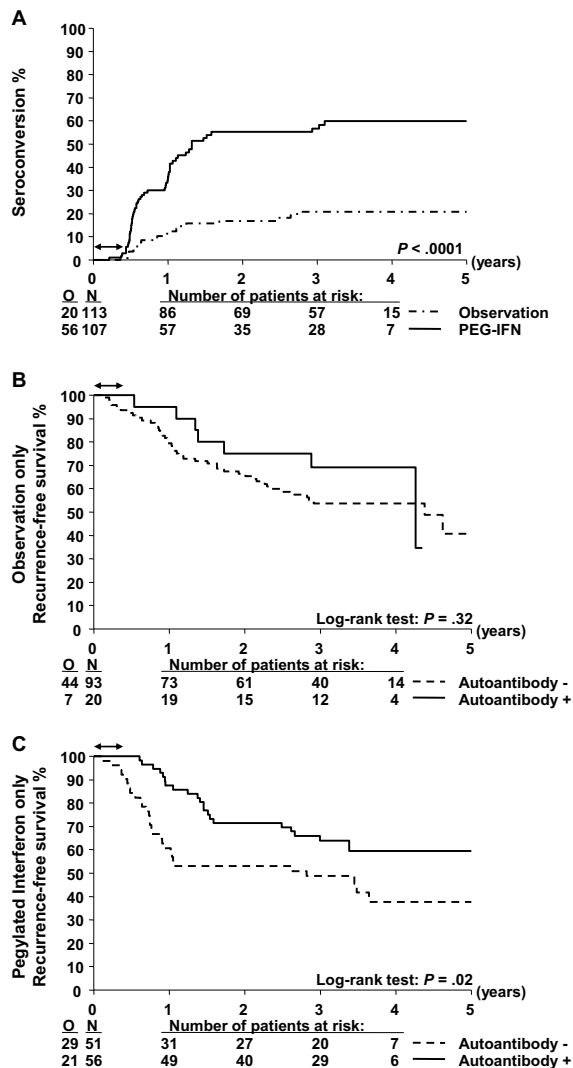 A
100
90
80
70
60
50
40
30
20
10
0
Seroconversion %
P < .0001
0 1 2 3 4 5 (years)
O N Number of patients at risk:
20 113 86 69 57 15 Observation
56 107 57 35 28 7 PEG-IFN
B
100
90
80
70
60
50
40
30
20
10
0
Observation only
Recurrence-free survival %
Log-rank test: P = .32
(years)
0 1 2 3 4 5
O N Number of patients at risk:
44 93 73 61 40 14 Autoantibody -
7 20 19 15 12 4 Autoantibody +
C
100
90
80
70
60
50
40
30
20
10
0
Pegylated Interferon only
Recurrence-free survival %
Log-rank test: P = .02
(years)
0 1 2 3 4 5
O N Number of patients at risk:
29 51 31 27 20 7 Autoantibody -
21 56 49 40 29 6 Autoantibody +